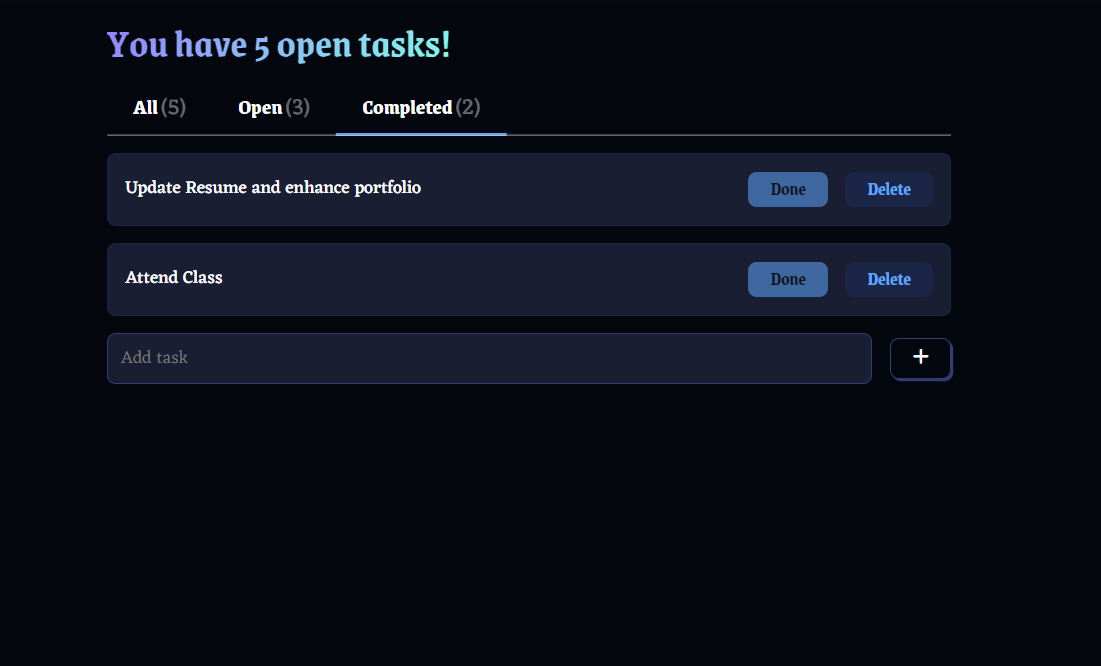 You have 5 open tasks!
All (5) Open (3) Completed (2)
Update Resume and enhance portfolio Done Delete
Attend Class Done Delete
Add task +